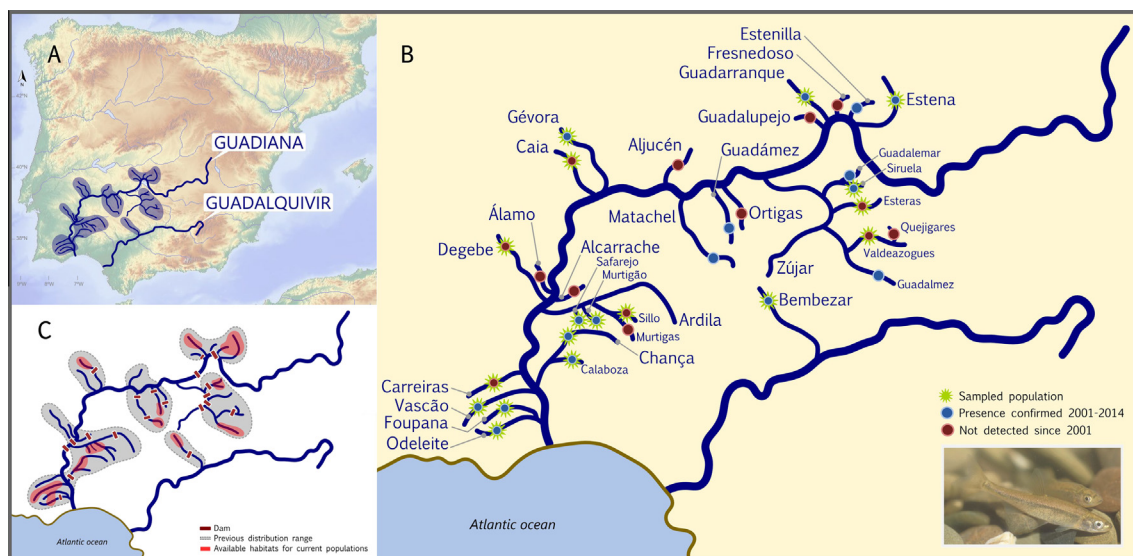 A
GUADIANA
GUADALQUIVIR
B
Estenilla
Fresnedoso
Guadarranque
Estena
Guadalupejo
Gévora
Caia
Aljucén
Guadámez
Guadalemar
Siruela
Esteras
Quejigares
Valdeazogues
Guadalmez
Matachel
Ortigas
Zújar
Bembezar
Álamo
Degebe
Alcarrache
Safarejo
Murtigão
Ardila
Sillo
Murtigas
Chança
Calaboza
Carreiras
Vascão
Foupana
Odeleite
Sampled population
Presence confirmed 2001-2014
Not detected since 2001
Atlantic ocean
C
Atlantic ocean
Dam
Previous distribution range
Available habitats for current populations